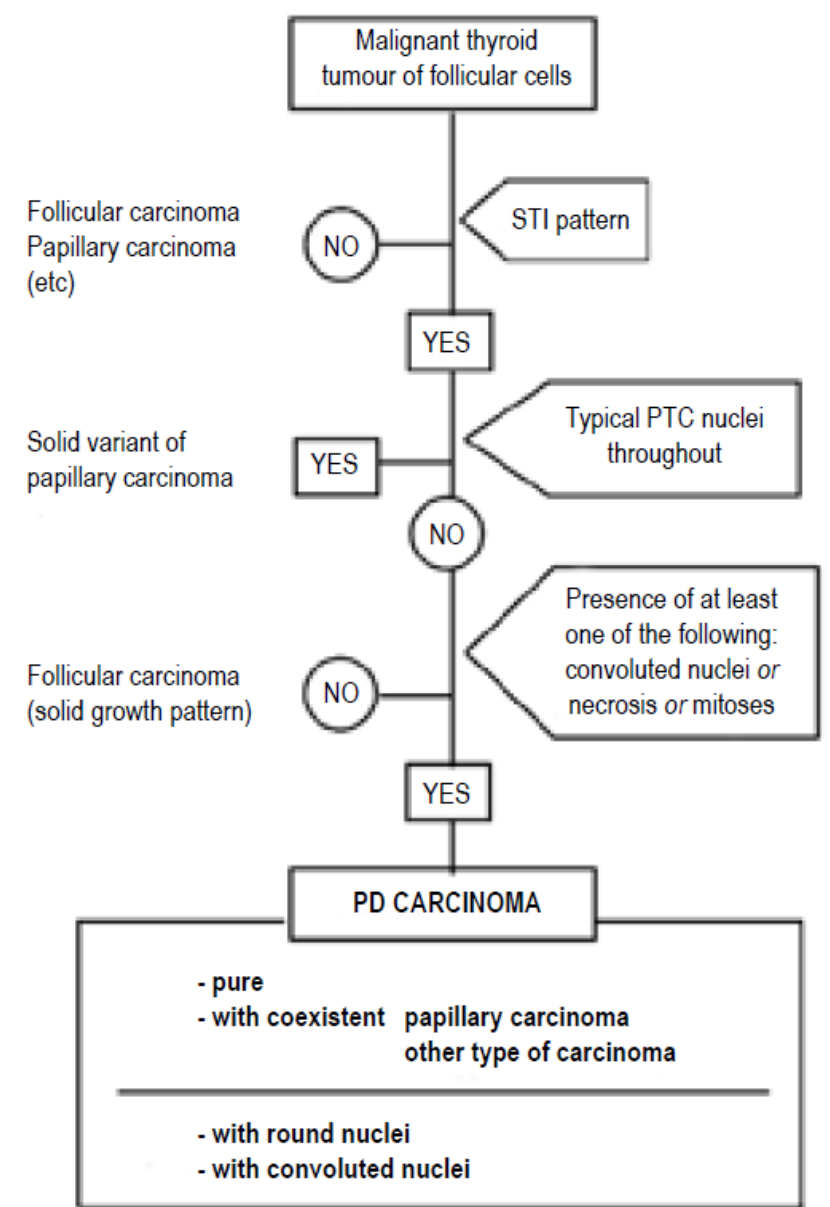 Malignant thyroid
tumour of follicular cells
STI pattern
Follicular carcinoma
Papillary carcinoma
(etc)
NO
YES
Typical PTC nuclei
throughout
Solid variant of
papillary carcinoma
YES
NO
Presence of at least
one of the following:
convoluted nuclei or
necrosis or mitoses
Follicular carcinoma
(solid growth pattern)
NO
YES
PD CARCINOMA
- pure
- with coexistent papillary carcinoma
other type of carcinoma
- with round nuclei
- with convoluted nuclei